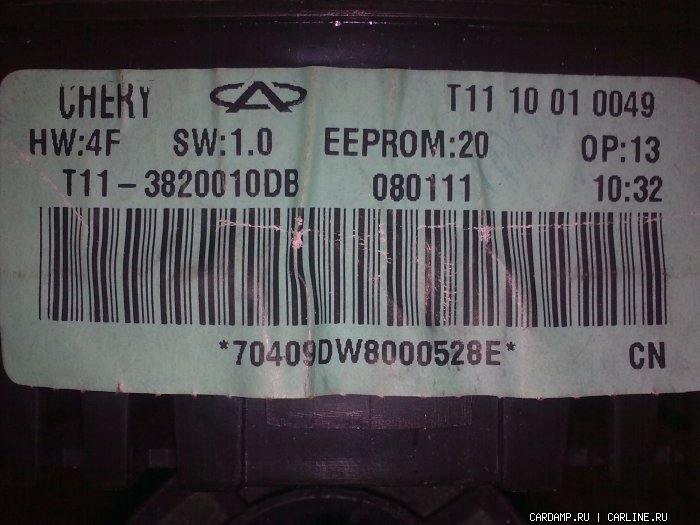 CHERY T11 10 01 0049
HW:4F SW:1.0 EEPROM:20 OP:13
T11-3820010DB 080111 10:32
*70409DW8000528E* CN
CARDAMP.RU | CARLINE.RU